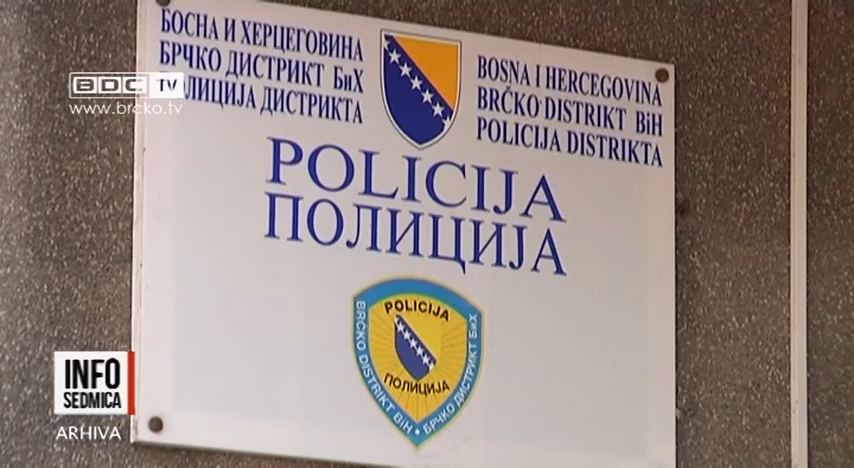 БОСНА И ХЕРЦЕГОВИНА
БРЧКО ДИСТРИКТ БиХ
ПОЛИЦИЈА ДИСТРИКТА
BOSNA I HERCEGOVINA
BRČKO DISTRIKT BiH
POLICIJA DISTRIKTA
BDC TV
www.brcko.tv
POLICIJA
ПОЛИЦИЈА
POLICIJA
ПОЛИЦИЈА
BRČKO DISTRIKT BiH • БРЧКО ДИСТРИКТ БиХ
INFO
SEDMICA
ARHIVA